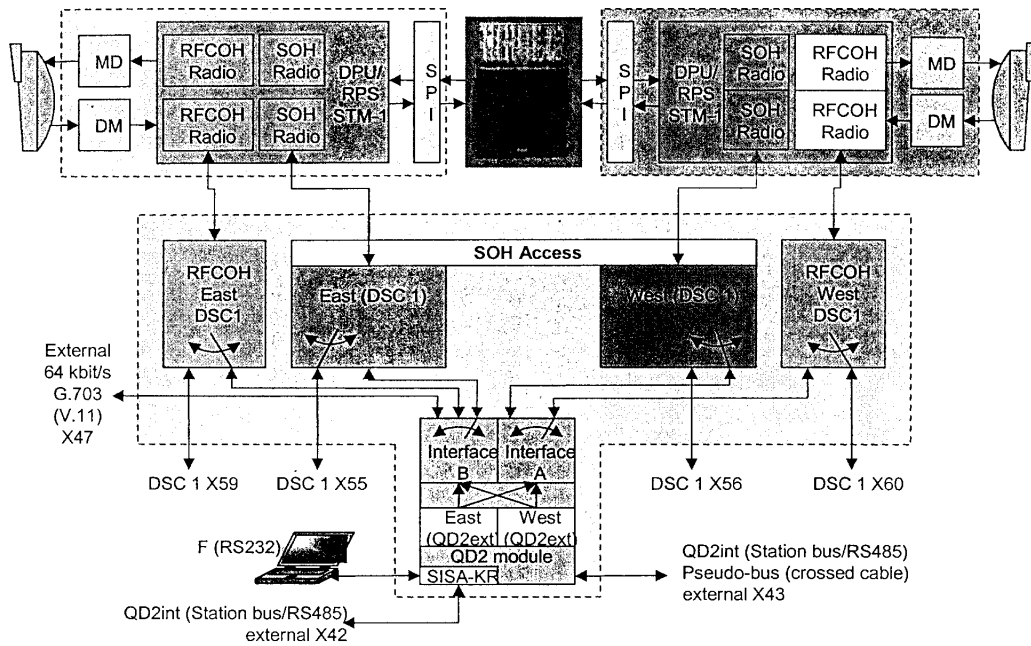 MD
DM
RFCOH
Radio
SOH
Radio
RFCOH
Radio
SOH
Radio
DPU/
RPS
STM-1
S
P
I
S
P
I
DPU/
RPS
STM-1
SOH
Radio
SOH
Radio
RFCOH
Radio
RFCOH
Radio
MD
DM
SOH Access
RFCOH
East
DSC1
East (DSC 1)
West (DSC 1)
RFCOH
West
DSC1
External
64 kbit/s
G.703
(V.11)
X47
Interface
B
Interface
A
DSC 1 X59
DSC 1 X55
DSC 1 X56
DSC 1 X60
East
(QD2ext)
West
(QD2ext)
QD2 module
SISA-KR
F (RS232)
QD2int (Station bus/RS485)
Pseudo-bus (crossed cable)
external X43
QD2int (Station bus/RS485)
external X42